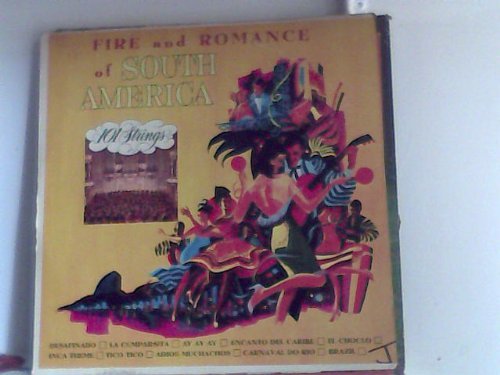 FIRE and ROMANCE
of SOUTH
AMERICA
101 Strings
DESAFINADO □ LA CUMPARSITA □ AY AY AY □ ENCANTO DEL CARIBE □ EL CHOCLO □
INCA THEME □ TICO TICO □ ADIOS MUCHACHOS □ CARNAVAL DO RIO □ BRAZIL □
J